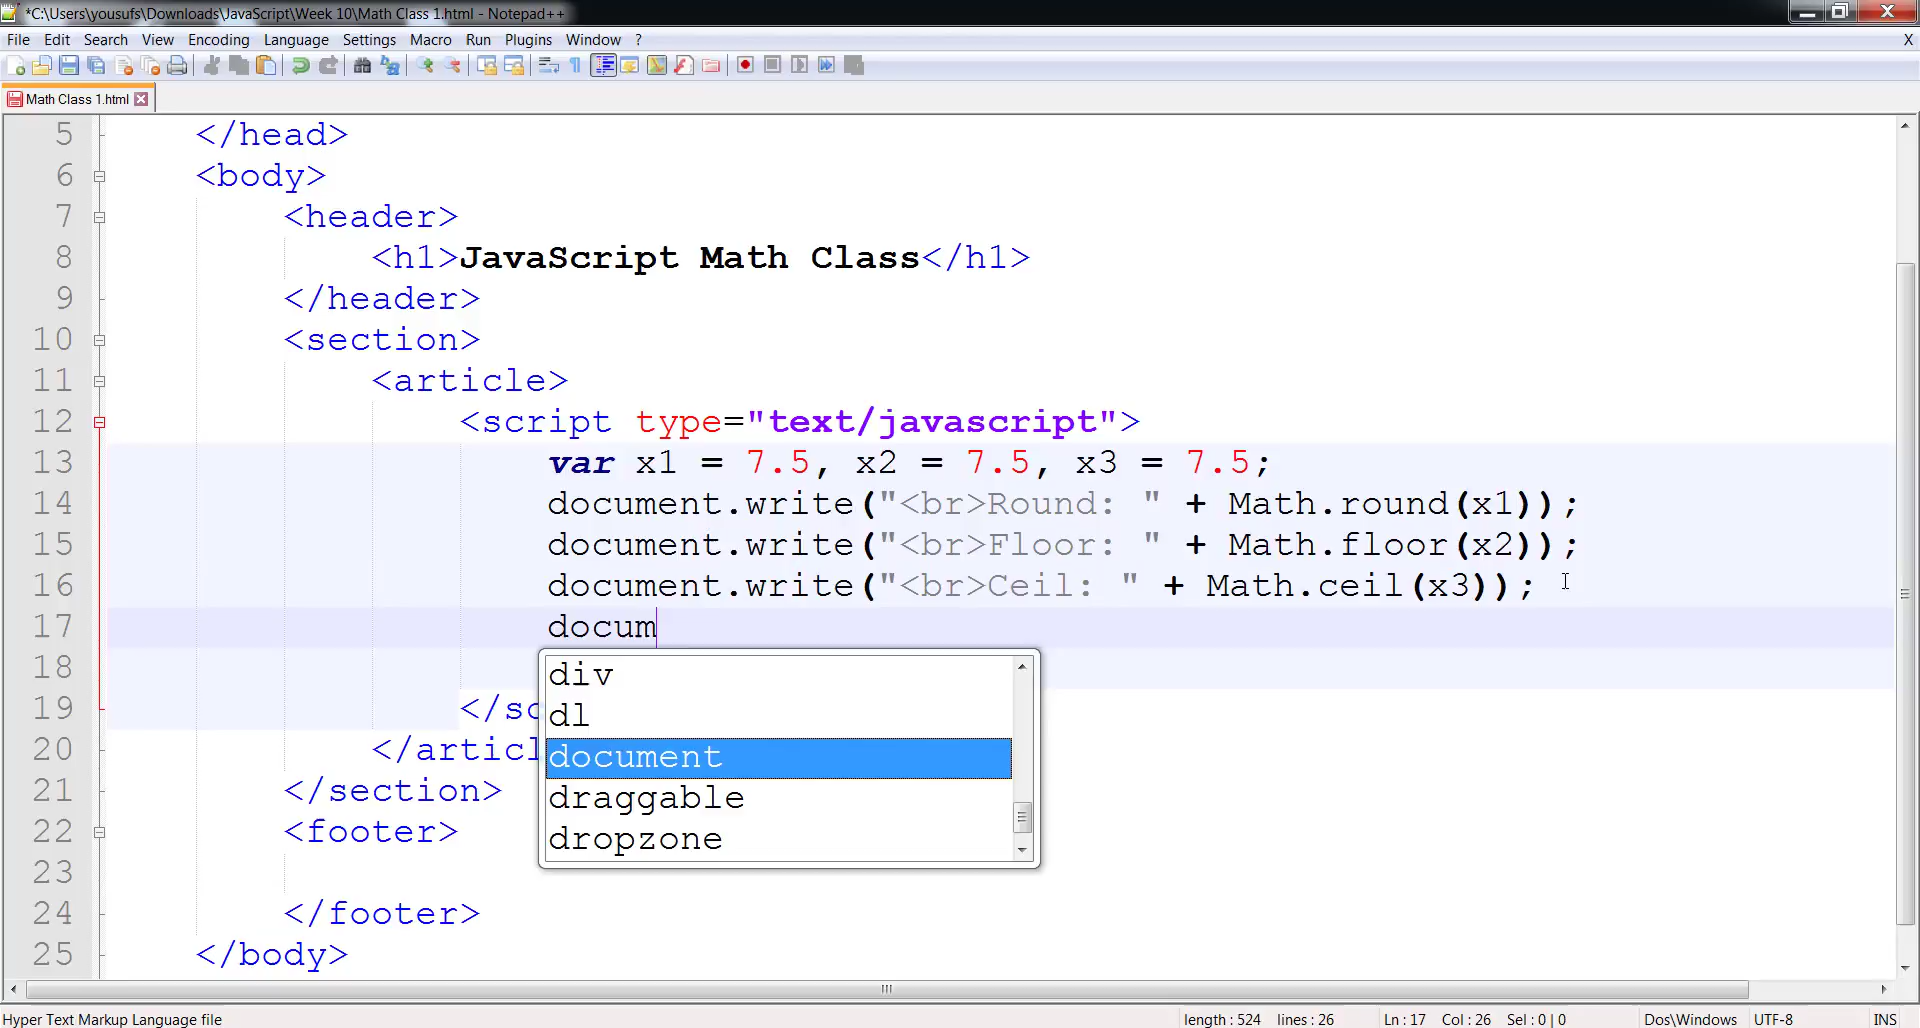 *C:\Users\yousufs\Downloads\JavaScript\Week 10\Math Class 1.html - Notepad++
File Edit Search View Encoding Language Settings Macro Run Plugins Window ? X
Math Class 1.html
5 </head>
6 <body>
7 <header>
8 <h1>JavaScript Math Class</h1>
9 </header>
10 <section>
11 <article>
12 <script type="text/javascript">
13 var x1 = 7.5, x2 = 7.5, x3 = 7.5;
14 document.write("<br>Round: " + Math.round(x1));
15 document.write("<br>Floor: " + Math.floor(x2));
16 document.write("<br>Ceil: " + Math.ceil(x3));
17 docum
18
19 </sc
20 </articl
21 </section>
22 <footer>
23
24 </footer>
25 </body>
div
dl
document
draggable
dropzone
Hyper Text Markup Language file length : 524 lines : 26 Ln : 17 Col : 26 Sel : 0 | 0 Dos\Windows UTF-8 INS